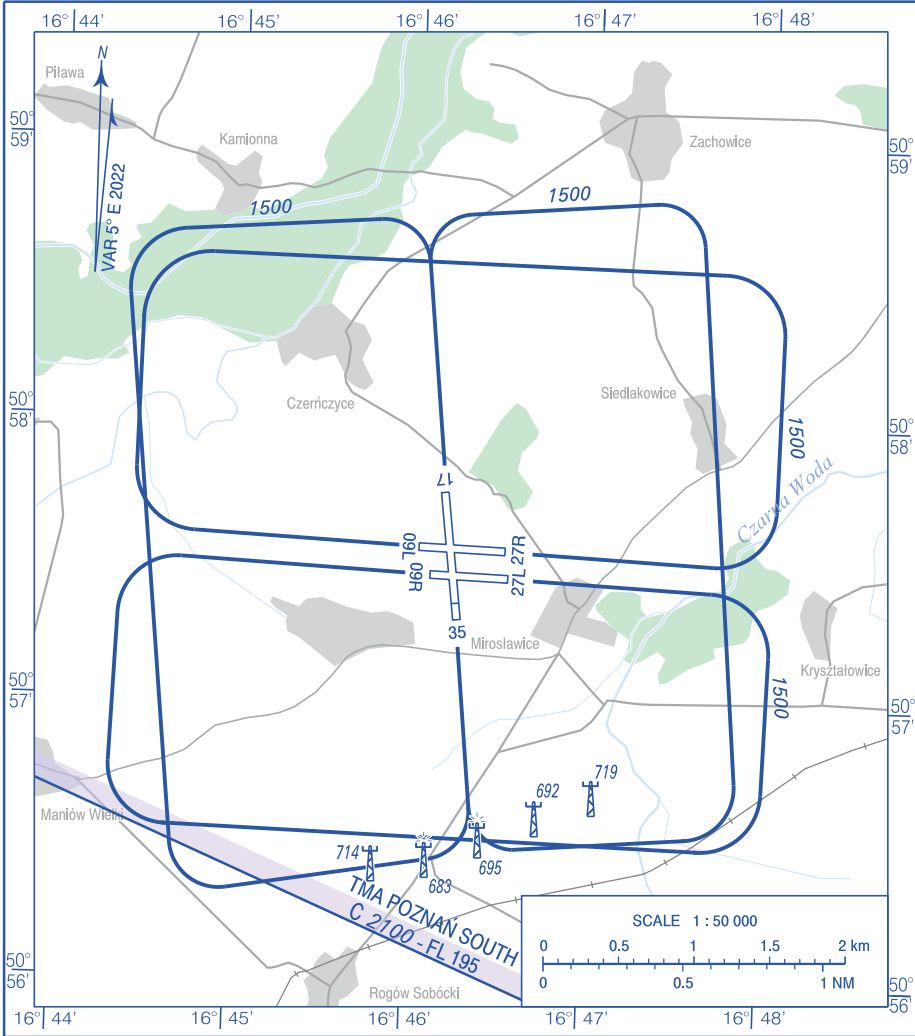 16° 44'
16° 45'
16° 46'
16° 47'
16° 48'
N
Piława
50°
59'
Kamionna
Zachowice
50°
59'
VAR 5° E 2022
1500
1500
Czerńczyce
Siedlakowice
50°
58'
1500
50°
58'
Czarna Woda
17
09L
27R
09R
27L
35
Mirosławice
Kryształowice
50°
57'
1500
50°
57'
Maniów Wielki
719
692
714
695
683
TMA POZNAŃ SOUTH
C 2100 - FL 195
SCALE 1 : 50 000
0 0.5 1 1.5 2 km
0 0.5 1 NM
50°
56'
Rogów Sobócki
50°
56'
16° 44'
16° 45'
16° 46'
16° 47'
16° 48'